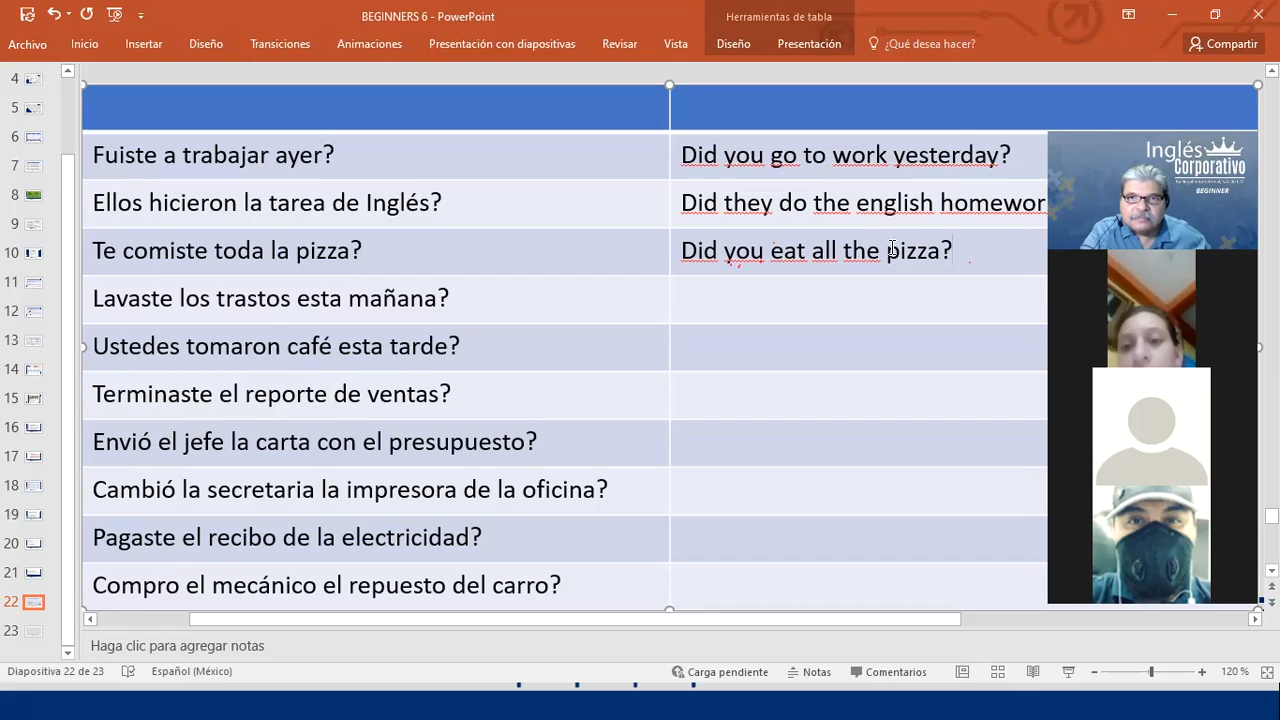 BEGINNERS 6 - PowerPoint
Herramientas de tabla
Archivo Inicio Insertar Diseño Transiciones Animaciones Presentación con diapositivas Revisar Vista Diseño Presentación ¿Qué desea hacer? Compartir
4
5
6
7
8
9
10
11
12
13
14
15
16
17
18
19
20
21
22
23
Fuiste a trabajar ayer? Did you go to work yesterday?
Ellos hicieron la tarea de Inglés? Did they do the english homewor
Te comiste toda la pizza? Did you eat all the pizza?
Lavaste los trastos esta mañana?
Ustedes tomaron café esta tarde?
Terminaste el reporte de ventas?
Envió el jefe la carta con el presupuesto?
Cambió la secretaria la impresora de la oficina?
Pagaste el recibo de la electricidad?
Compro el mecánico el repuesto del carro?
Inglés
Corporativo
BEGINNER
Haga clic para agregar notas
Diapositiva 22 de 23 Español (México) Carga pendiente Notas Comentarios 120 %